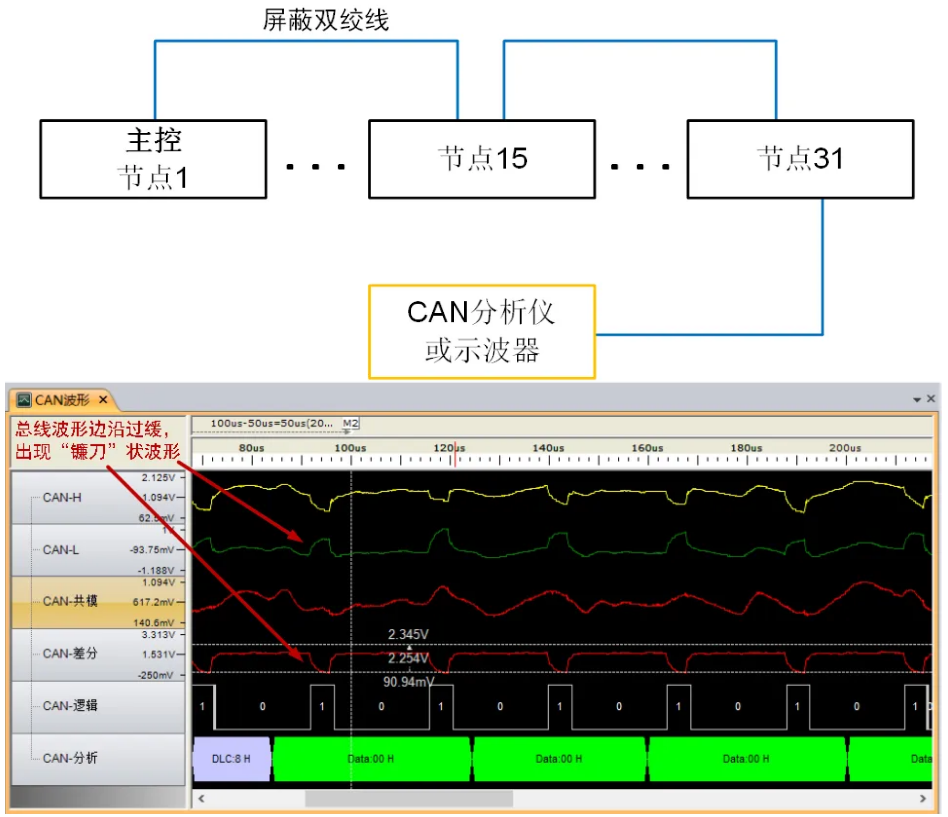 屏蔽双绞线
主控
节点1
...
节点15
...
节点31
CAN分析仪
或示波器
CAN波形
总线波形边沿过缓，
出现“镰刀”状波形
100us-50us=50us(20... M2
80us 100us 120us 140us 160us 180us 200us
CAN-H
2.125V
1.094V
62.5mV
CAN-L
1V
-93.75mV
-1.188V
CAN-共模
1.094V
617.2mV
140.6mV
CAN-差分
3.313V
1.531V
-250mV
2.345V
2.254V
90.94mV
CAN-逻辑
1 0 1 0 1 0 1 0 1 0 1 0 1 0
CAN-分析
DLC:8 H Data:00 H Data:00 H Data:00 H Data